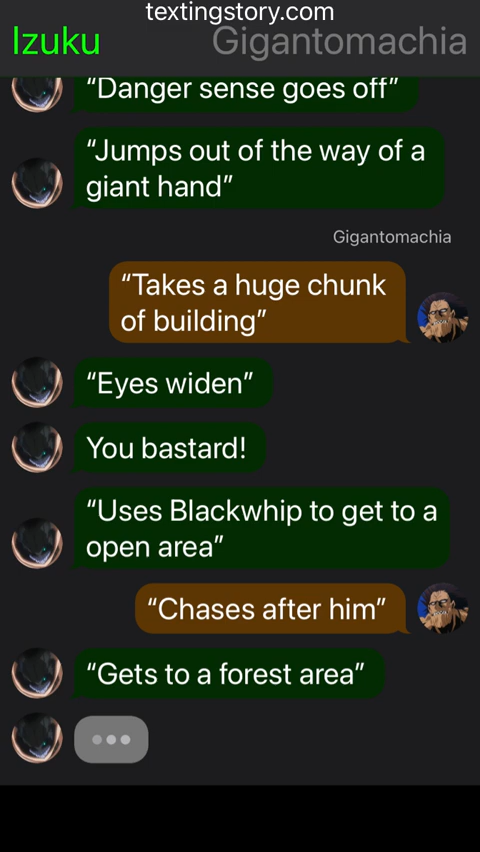 textingstory.com
Izuku
Gigantomachia
“Danger sense goes off”
“Jumps out of the way of a
giant hand”
Gigantomachia
“Takes a huge chunk
of building”
“Eyes widen”
You bastard!
“Uses Blackwhip to get to a
open area”
“Chases after him”
“Gets to a forest area”